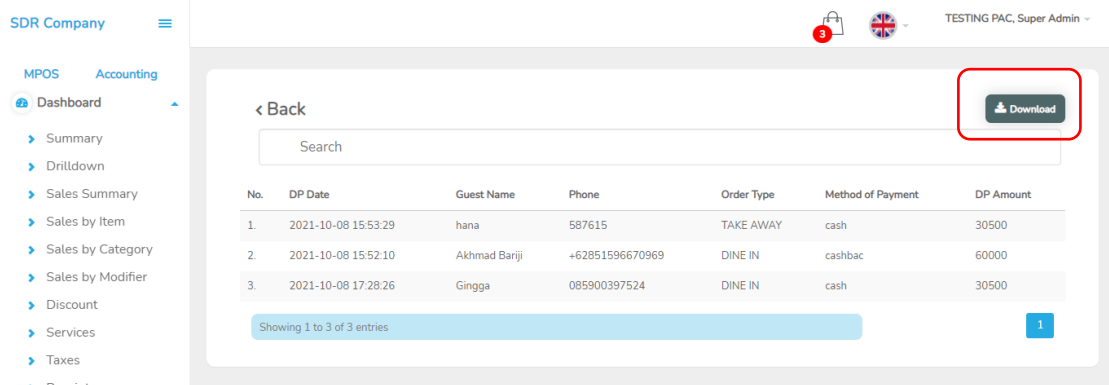 SDR Company
3
TESTING PAC, Super Admin
MPOS Accounting
Dashboard
Summary
Drilldown
Sales Summary
Sales by Item
Sales by Category
Sales by Modifier
Discount
Services
Taxes
Back
Download
Search
No. DP Date Guest Name Phone Order Type Method of Payment DP Amount
1. 2021-10-08 15:53:29 hana 587615 TAKE AWAY cash 30500
2. 2021-10-08 15:52:10 Akhmad Bariji +62851596670969 DINE IN cashbac 60000
3. 2021-10-08 17:28:26 Gingga 085900397524 DINE IN cash 30500
Showing 1 to 3 of 3 entries
1